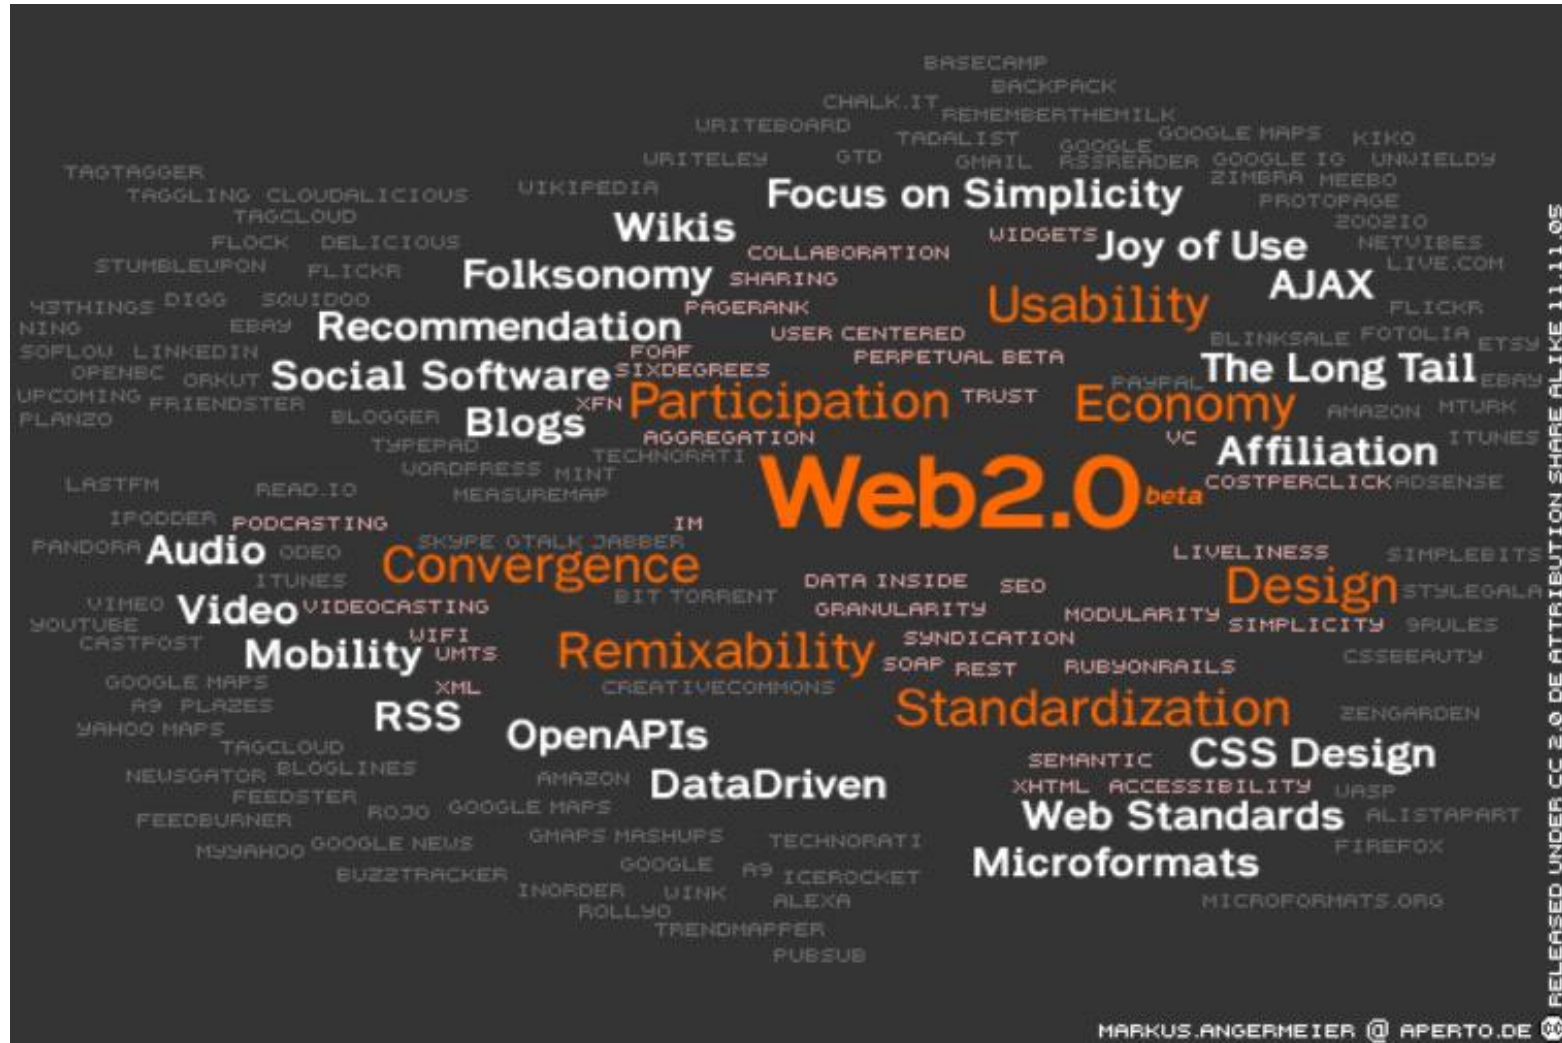 BASECAMP
BACKPACK
CHALK.IT
REMEMBERTHEMILK
WRITEBOARD
TADALIST
GOOGLE MAPS
KIKO
GOOGLE
RSSREADER
WRITELEY
GTD
GMAIL
GOOGLE IG
UNWIELDY
TAGTAGGER
ZIMBRA
MEEBO
TAGGLING
CLOUDALICIOUS
WIKIPEDIA
Focus on Simplicity
PROTOPAGE
TAGCLOUD
Wikis
ZOOZIO
FLOCK
DELICIOUS
COLLABORATION
WIDGETS
Joy of Use
NETVIBES
STUMBLEUPON
FLICKR
Folksonomy
SHARING
AJAX
LIVE.COM
43THINGS
DIGG
SQUIDOO
PAGERANK
Usability
FLICKR
NING
EBAY
Recommendation
USER CENTERED
BLINKSALE
FOTOLIA
ETSY
SOFLOW
LINKEDIN
FOAF
PERPETUAL BETA
OPENBC
ORKUT
Social Software
SIXDEGREES
PAYPAL
The Long Tail
EBAY
UPCOMING
FRIENDSTER
XFN
Participation
TRUST
Economy
AMAZON
MTURK
PLANZO
BLOGGER
Blogs
AGGREGATION
VC
ITUNES
TYPEPAD
TECHNORATI
Affiliation
WORDPRESS
MINT
LASTFM
READ.IO
MEASUREMAP
Web2.0
beta
COSTPERCLICK
ADSENSE
IPODDER
PODCASTING
IM
PANDORA
Audio
ODEO
SKYPE GTALK JABBER
LIVELINESS
SIMPLEBITS
Convergence
ITUNES
DATA INSIDE
SEO
Design
STYLEGALA
VIMEO
Video
VIDEOCASTING
BIT TORRENT
GRANULARITY
MODULARITY
SIMPLICITY
9RULES
YOUTUBE
CASTPOST
WIFI
Mobility
UMTS
Remixability
SYNDICATION
SOAP
REST
RUBYONRAILS
CSSBEAUTY
GOOGLE MAPS
XML
CREATIVECOMMONS
A9
PLAZES
RSS
Standardization
ZENGARDEN
YAHOO MAPS
OpenAPIs
TAGCLOUD
SEMANTIC
CSS Design
NEWSGATOR
BLOGLINES
AMAZON
DataDriven
XHTML
ACCESSIBILITY
WASP
FEEDSTER
ROJO
GOOGLE MAPS
Web Standards
ALISTAPART
FEEDBURNER
MYYAHOO
GOOGLE NEWS
GMAPS MASHUPS
TECHNORATI
FIREFOX
BUZZTRACKER
GOOGLE
A9
ICEROCKET
Microformats
INORDER
WINK
ALEXA
MICROFORMATS.ORG
ROLLYO
TRENDMAPPER
PUBSUB
RELEASED UNDER CC 2.0 DE ATTRIBUTION SHARE ALIKE 11.11.05
MARKUS.ANGERMEIER @ APERTO.DE